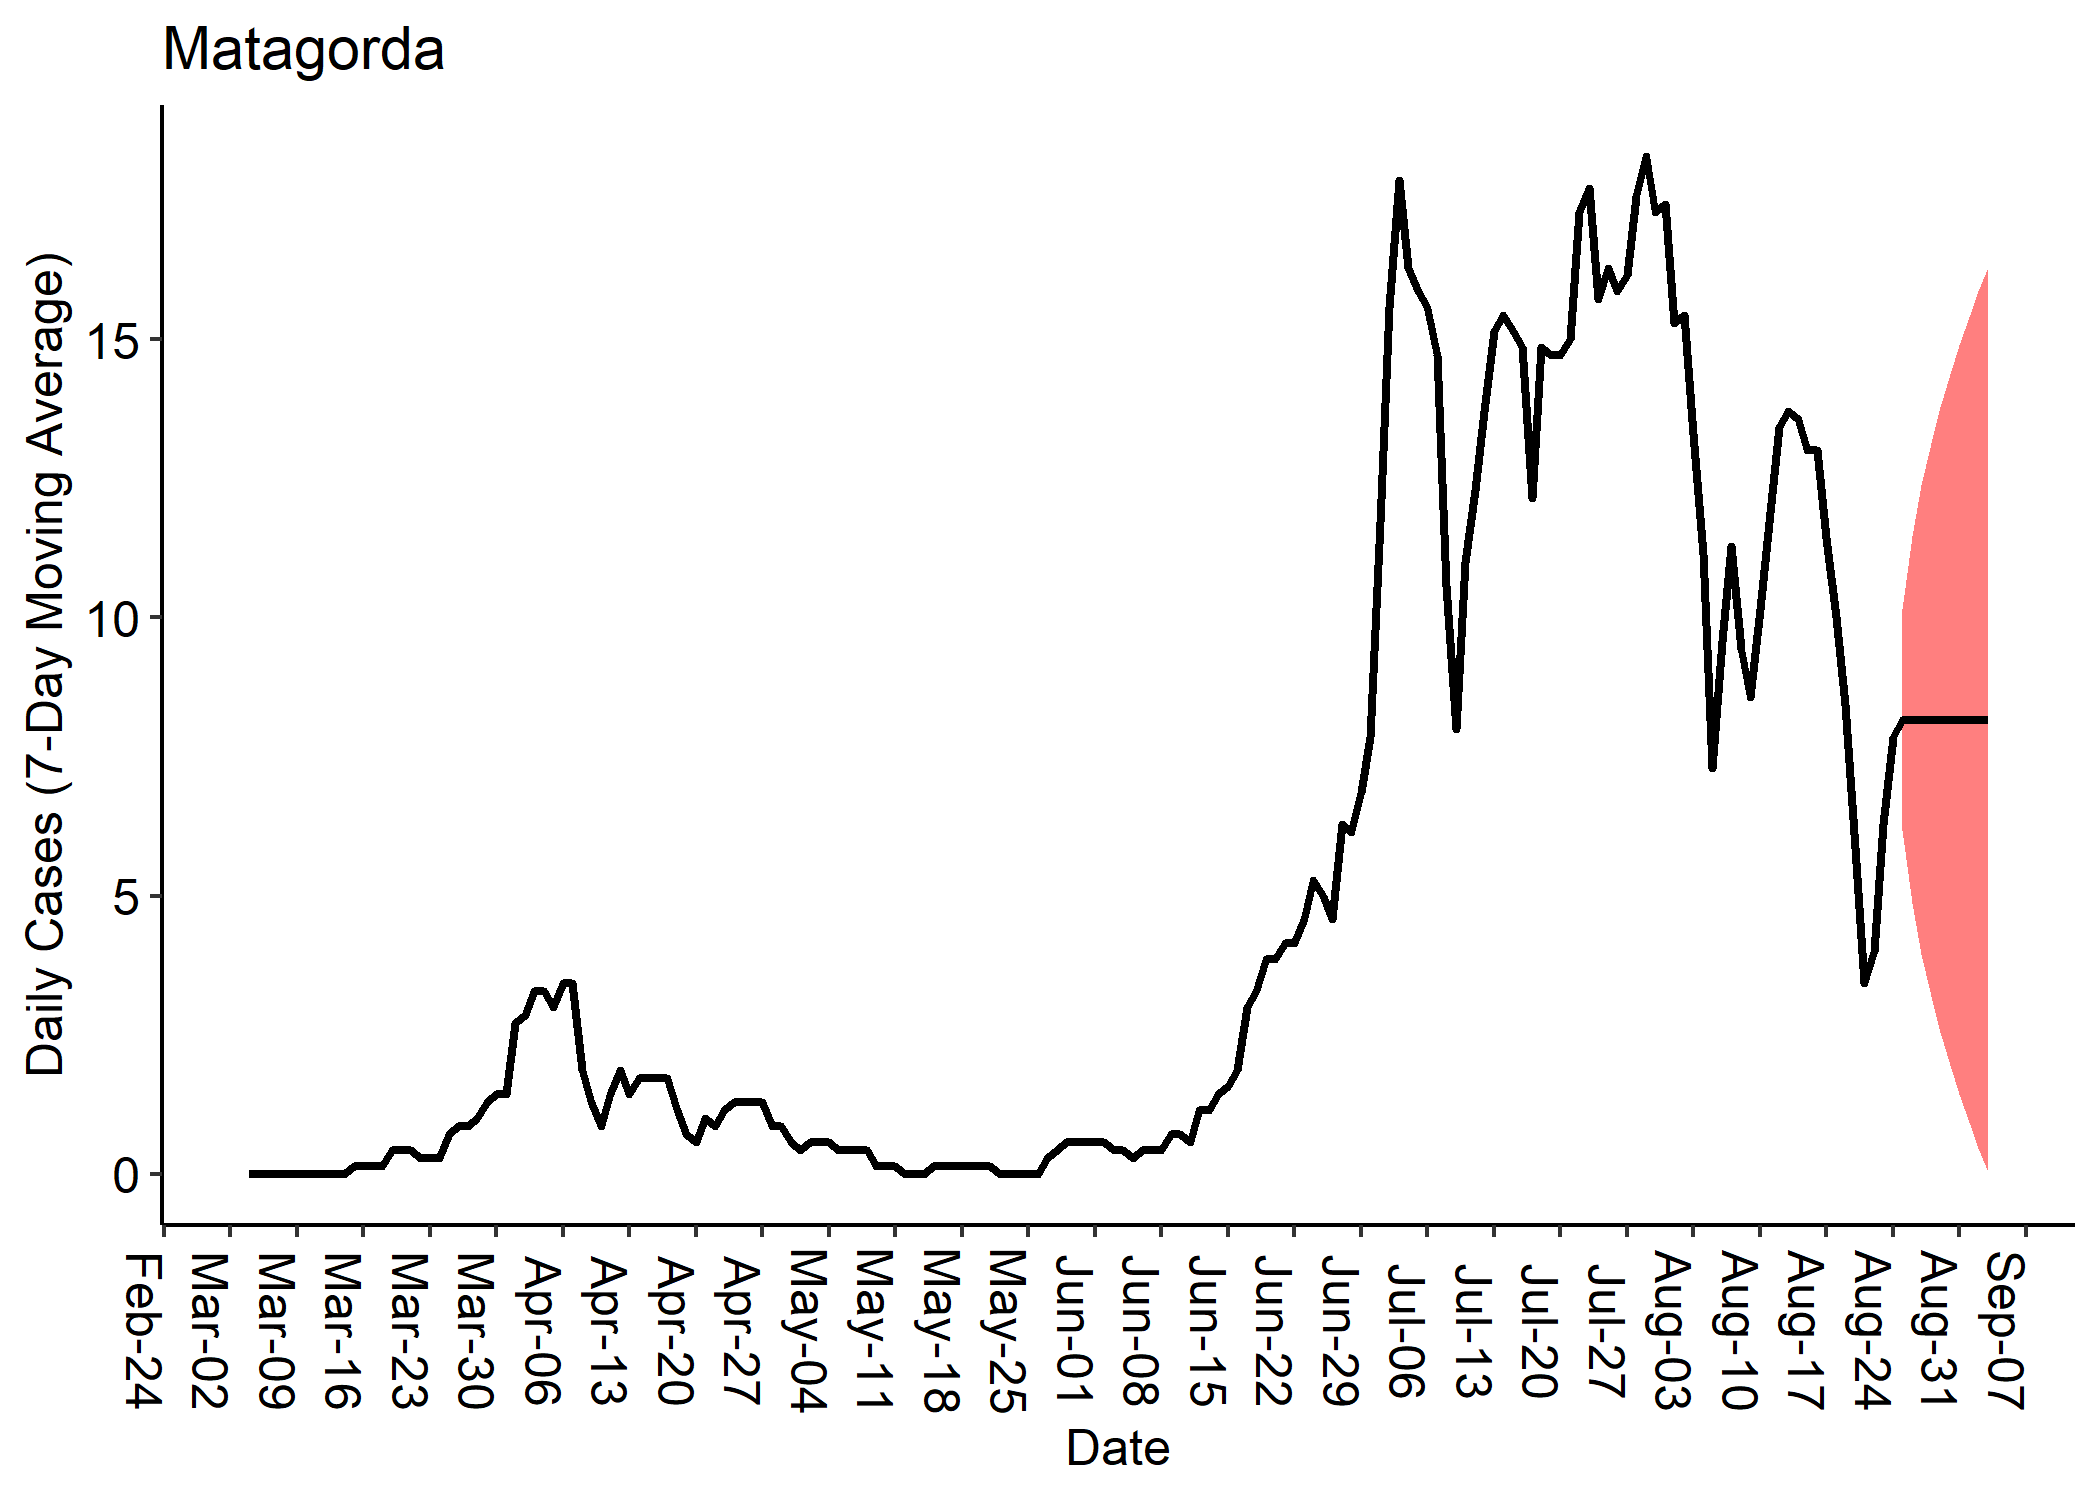 Matagorda
Daily Cases (7-Day Moving Average)
15
10
5
0
Feb-24
Mar-02
Mar-09
Mar-16
Mar-23
Mar-30
Apr-06
Apr-13
Apr-20
Apr-27
May-04
May-11
May-18
May-25
Jun-01
Jun-08
Jun-15
Jun-22
Jun-29
Jul-06
Jul-13
Jul-20
Jul-27
Aug-03
Aug-10
Aug-17
Aug-24
Aug-31
Sep-07
Date